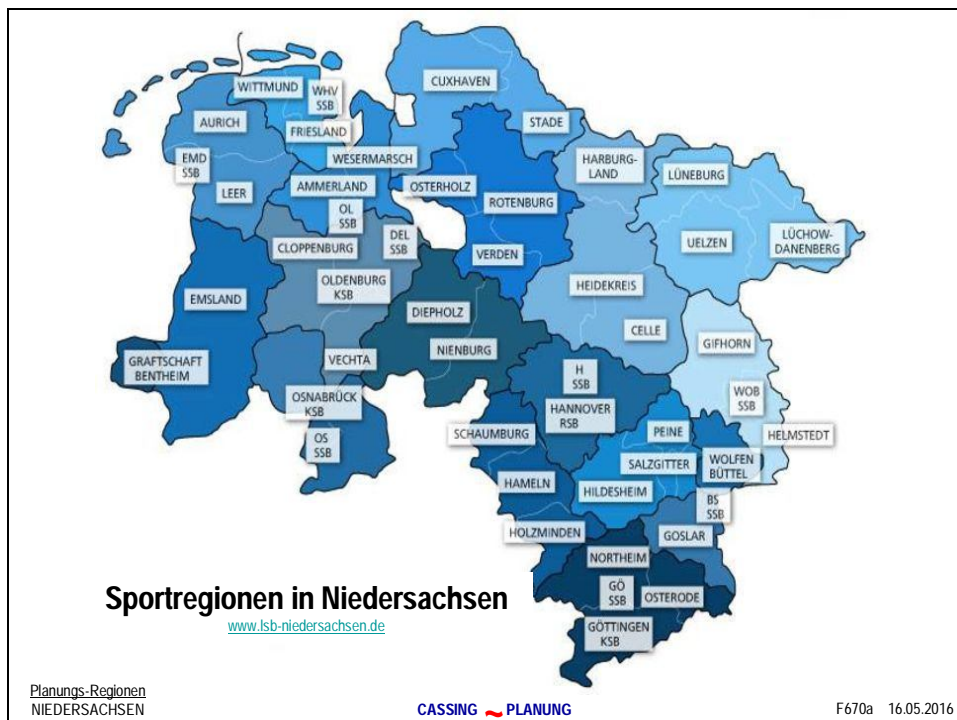 CUXHAVEN
WITTMUND
WHV
SSB
AURICH
STADE
FRIESLAND
EMD
SSB
WESERMARSCH
HARBURG-
LAND
LÜNEBURG
LEER
AMMERLAND
OSTERHOLZ
ROTENBURG
OL
SSB
DEL
SSB
CLOPPENBURG
VERDEN
UELZEN
LÜCHOW-
DANENBERG
OLDENBURG
KSB
HEIDEKREIS
EMSLAND
DIEPHOLZ
CELLE
GIFHORN
NIENBURG
GRAFTSCHAFT
BENTHEIM
VECHTA
H
SSB
WOB
SSB
OSNABRÜCK
KSB
HANNOVER
RSB
SCHAUMBURG
PEINE
HELMSTEDT
OS
SSB
SALZGITTER
WOLFEN
BÜTTEL
HAMELN
HILDESHEIM
BS
SSB
HOLZMINDEN
GOSLAR
NORTHEIM
GÖ
SSB
OSTERODE
GÖTTINGEN
KSB
Sportregionen in Niedersachsen
www.lsb-niedersachsen.de
Planungs-Regionen
NIEDERSACHSEN
CASSING ~ PLANUNG
F670a 16.05.2016